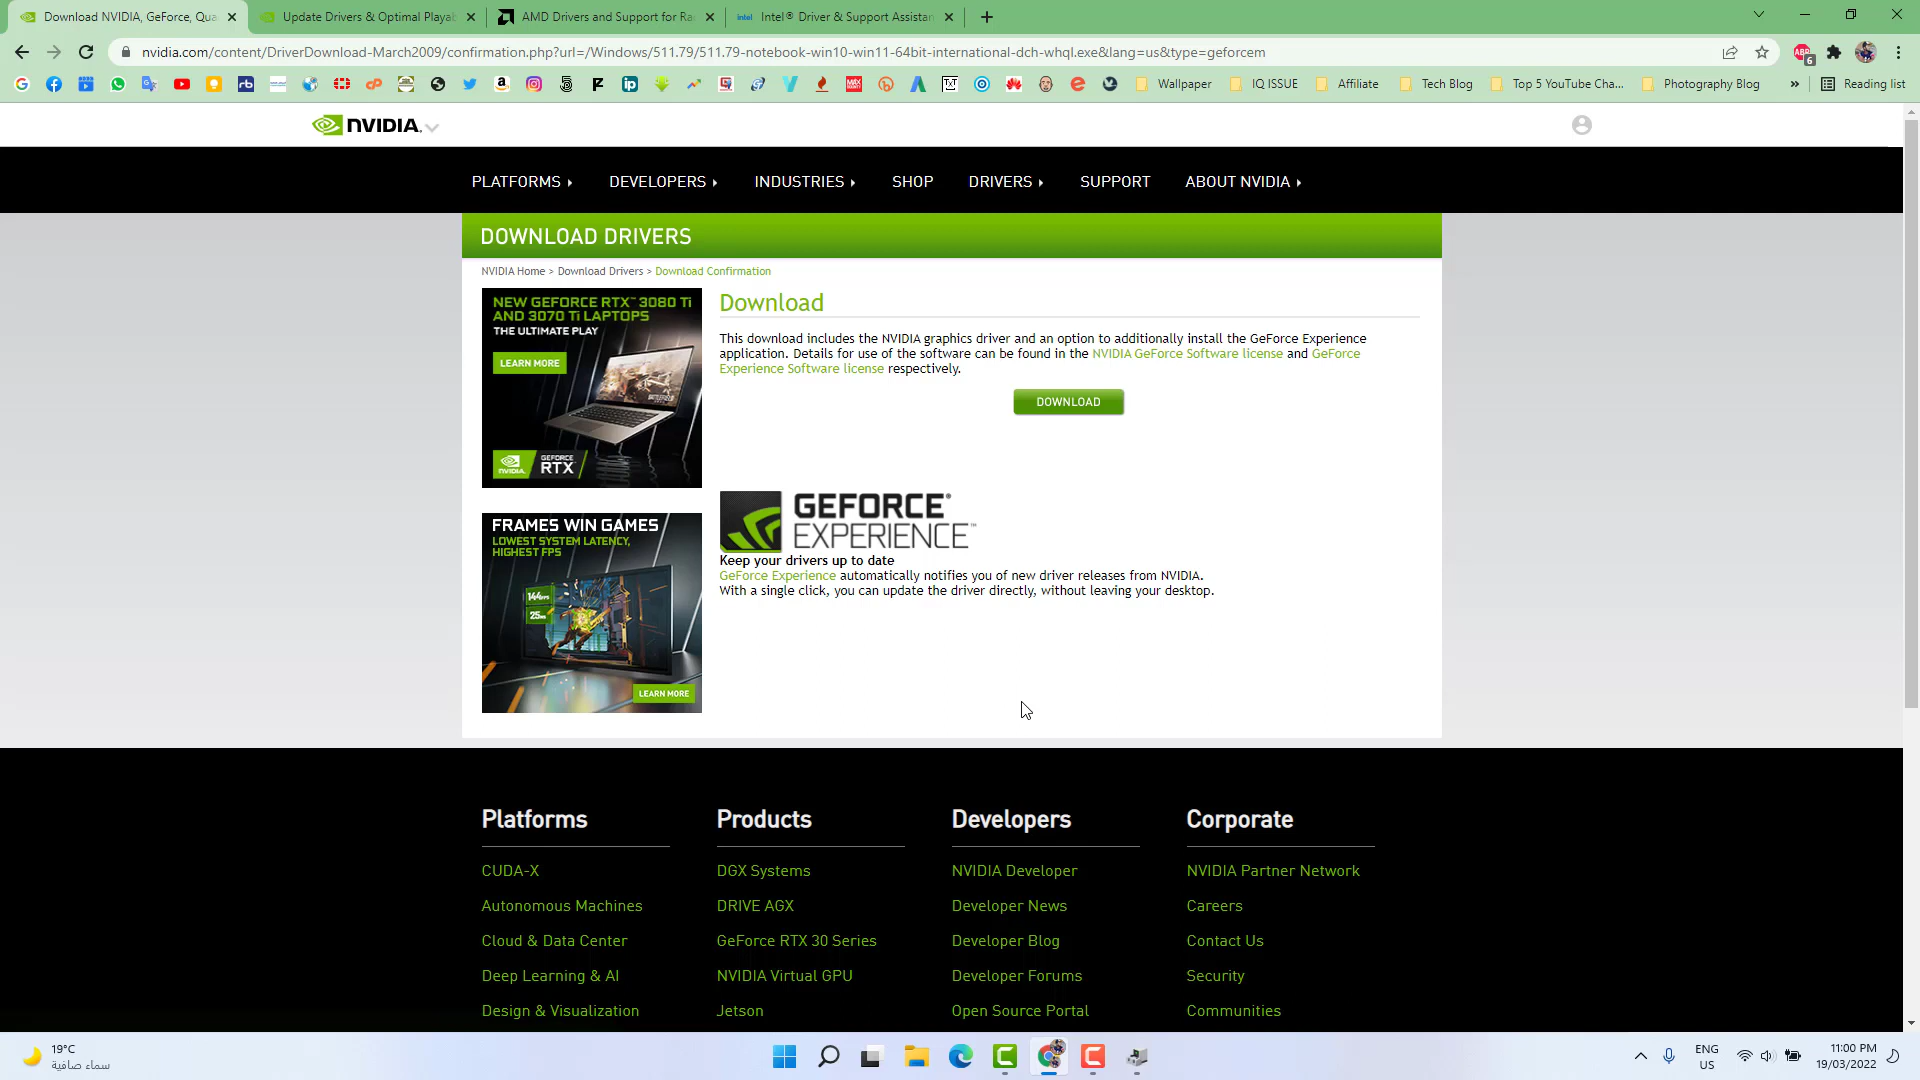 Download NVIDIA, GeForce, Qua
Update Drivers & Optimal Playab
AMD Drivers and Support for Ra
Intel® Driver & Support Assistan
nvidia.com/content/DriverDownload-March2009/confirmation.php?url=/Windows/511.79/511.79-notebook-win10-win11-64bit-international-dch-whql.exe&lang=us&type=geforcem
Wallpaper
IQ ISSUE
Affiliate
Tech Blog
Top 5 YouTube Cha...
Photography Blog
Reading list
NVIDIA.
PLATFORMS
DEVELOPERS
INDUSTRIES
SHOP
DRIVERS
SUPPORT
ABOUT NVIDIA
DOWNLOAD DRIVERS
NVIDIA Home > Download Drivers > Download Confirmation
NEW GEFORCE RTX™ 3080 Ti
AND 3070 Ti LAPTOPS
THE ULTIMATE PLAY
LEARN MORE
NVIDIA.
GEFORCE
RTX
Download
This download includes the NVIDIA graphics driver and an option to additionally install the GeForce Experience
application. Details for use of the software can be found in the NVIDIA GeForce Software license and GeForce
Experience Software license respectively.
DOWNLOAD
FRAMES WIN GAMES
LOWEST SYSTEM LATENCY,
HIGHEST FPS
LEARN MORE
GEFORCE®
EXPERIENCE™
Keep your drivers up to date
GeForce Experience automatically notifies you of new driver releases from NVIDIA.
With a single click, you can update the driver directly, without leaving your desktop.
Platforms
CUDA-X
Autonomous Machines
Cloud & Data Center
Deep Learning & AI
Design & Visualization
Products
DGX Systems
DRIVE AGX
GeForce RTX 30 Series
NVIDIA Virtual GPU
Jetson
Developers
NVIDIA Developer
Developer News
Developer Blog
Developer Forums
Open Source Portal
Corporate
NVIDIA Partner Network
Careers
Contact Us
Security
Communities
19°C
سماء صافية
ENG
US
11:00 PM
19/03/2022